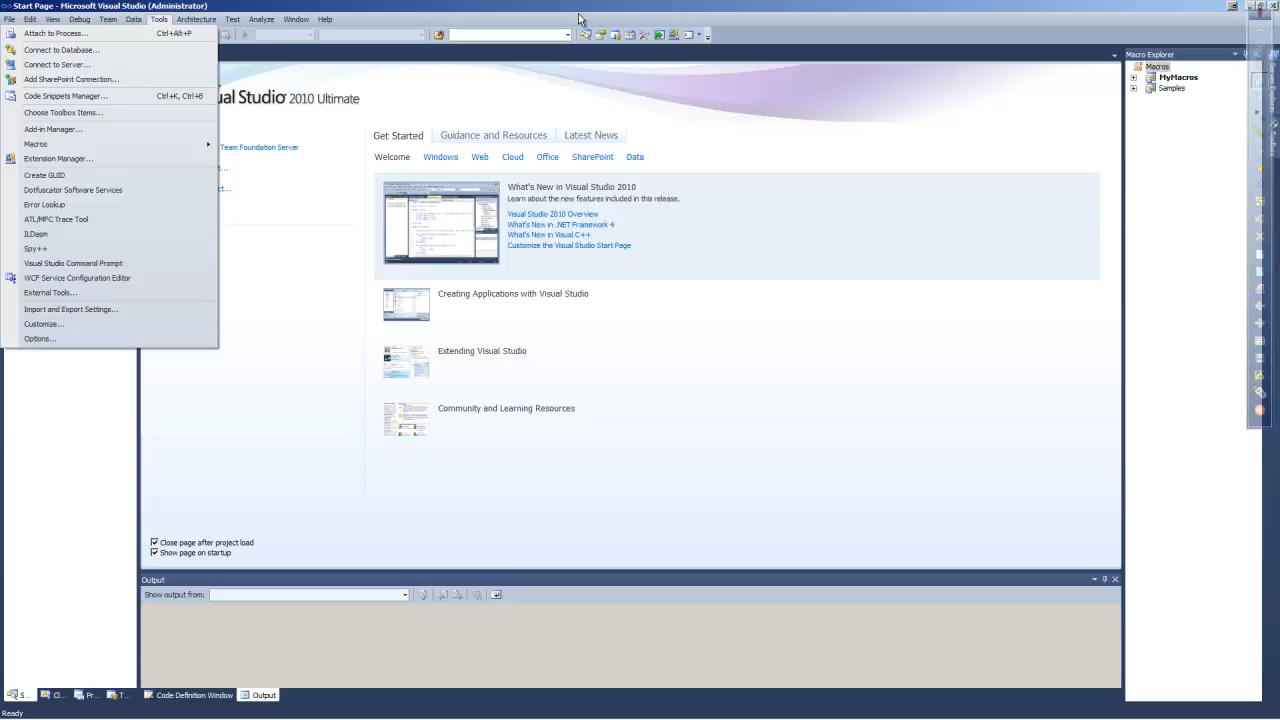 Start Page - Microsoft Visual Studio (Administrator)
File Edit View Debug Team Data Tools Architecture Test Analyze Window Help
Attach to Process... Ctrl+Alt+P
Connect to Database...
Connect to Server...
Add SharePoint Connection...
Code Snippets Manager... Ctrl+K, Ctrl+B
Choose Toolbox Items...
Add-in Manager...
Macros
Extension Manager...
Create GUID
Dotfuscator Software Services
Error Lookup
ATL/MFC Trace Tool
ILDasm
Spy++
Visual Studio Command Prompt
WCF Service Configuration Editor
External Tools...
Import and Export Settings...
Customize...
Options...
ual Studio 2010 Ultimate
Team Foundation Server
...
ct...
Get Started Guidance and Resources Latest News
Welcome Windows Web Cloud Office SharePoint Data
What's New in Visual Studio 2010
Learn about the new features included in this release.
Visual Studio 2010 Overview
What's New in .NET Framework 4
What's New in Visual C++
Customize the Visual Studio Start Page
Creating Applications with Visual Studio
Extending Visual Studio
Community and Learning Resources
Close page after project load
Show page on startup
Macro Explorer
Macros
MyMacros
Samples
Output
Show output from:
S... Cl... Pr... T... Code Definition Window Output
Ready